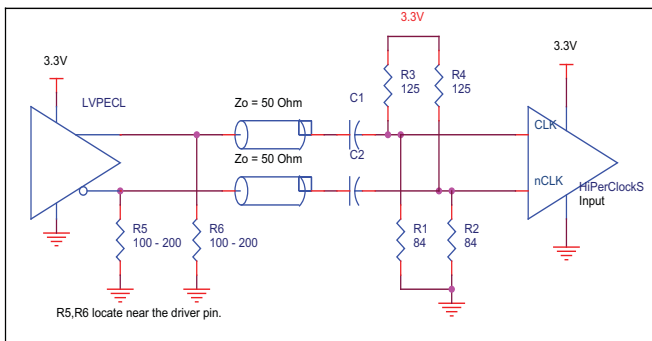 3.3V
3.3V
3.3V
LVPECL
R3
125
R4
125
Zo = 50 Ohm
C1
CLK
Zo = 50 Ohm
C2
nCLK
HiPerClockS
Input
R5
100 - 200
R6
100 - 200
R1
84
R2
84
R5,R6 locate near the driver pin.